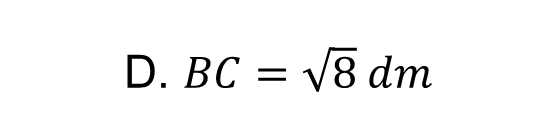 D. BC = √8 dm